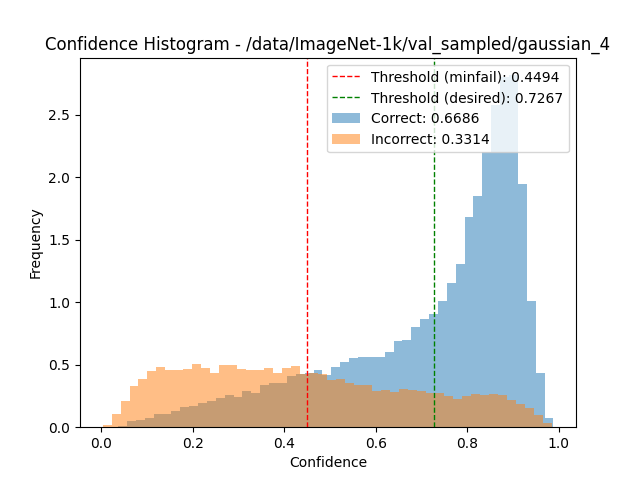 Confidence Histogram - /data/ImageNet-1k/val_sampled/gaussian_4
Threshold (minfail): 0.4494
Threshold (desired): 0.7267
Correct: 0.6686
Incorrect: 0.3314
Frequency
2.5
2.0
1.5
1.0
0.5
0.0
0.0 0.2 0.4 0.6 0.8 1.0
Confidence